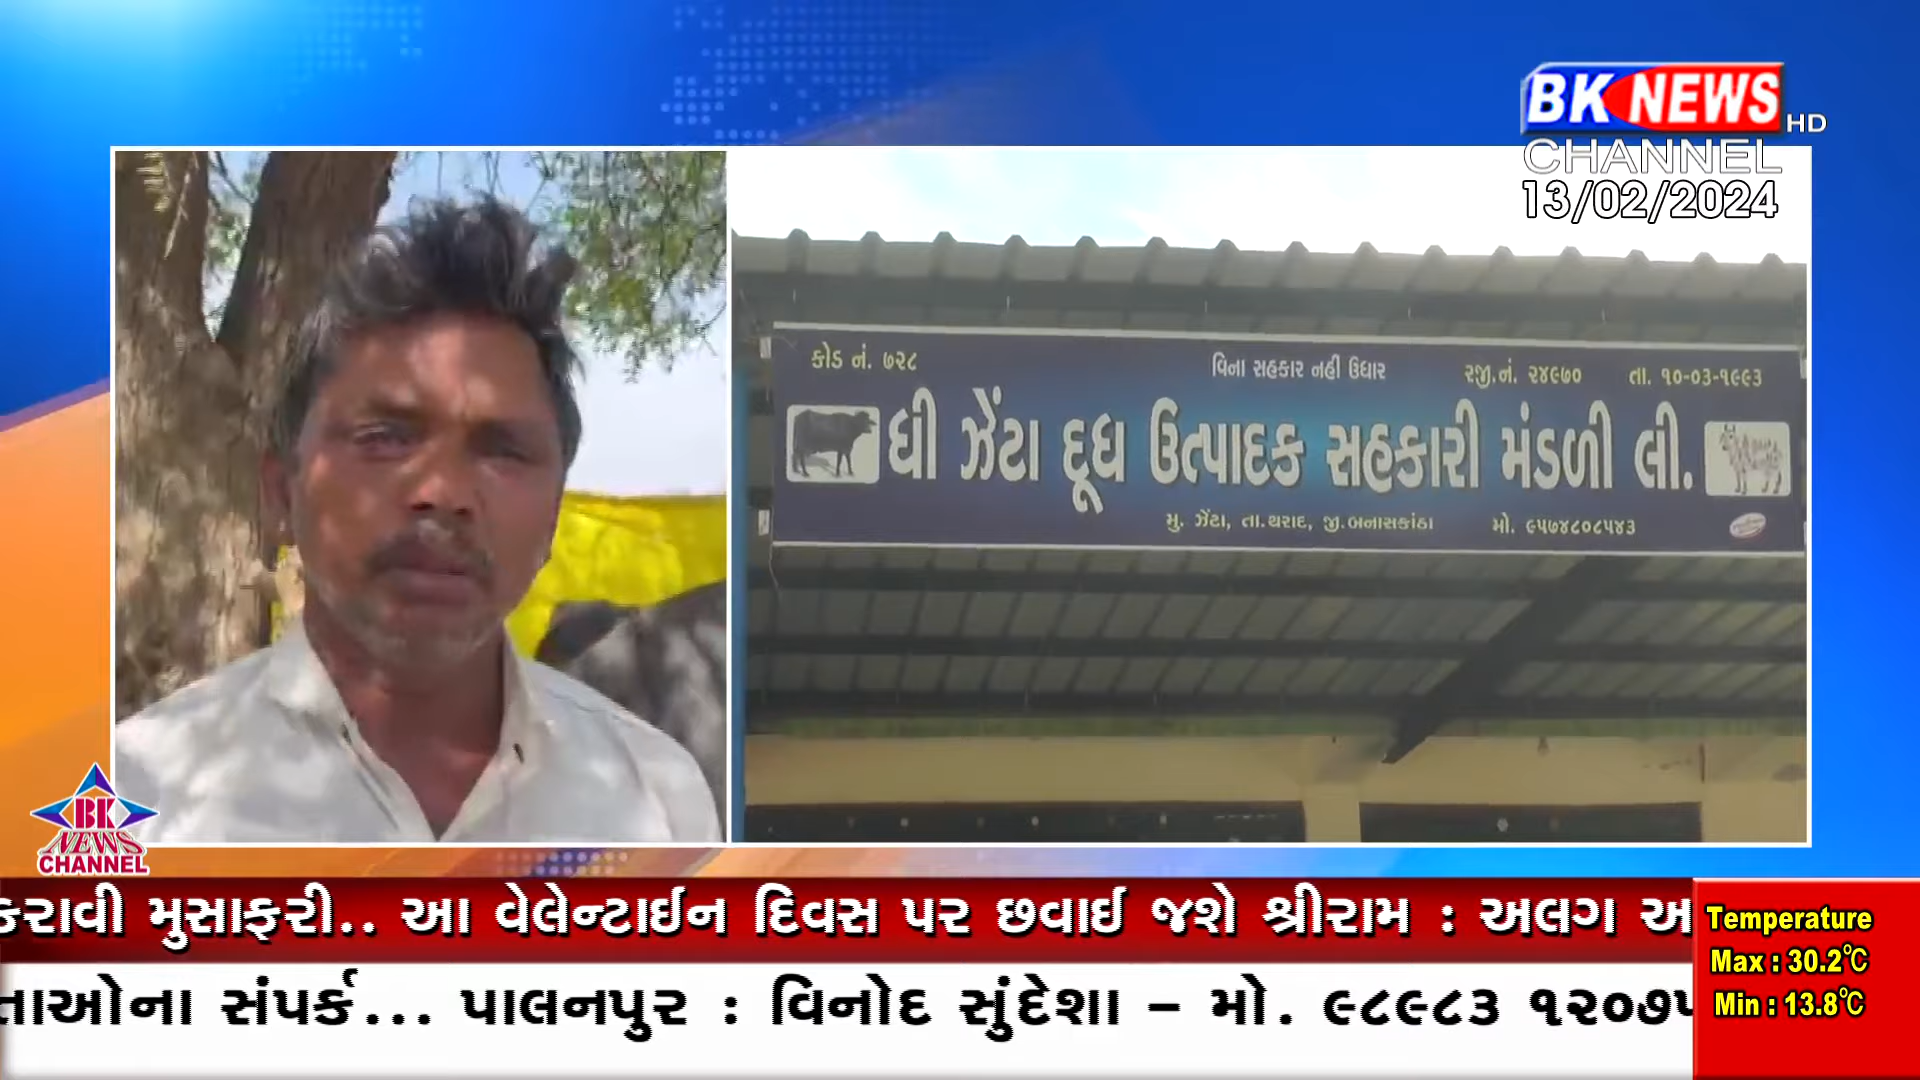 BK NEWS HD
CHANNEL
13/02/2024
કોડ નં. ૭૨૮
વિના સહકાર નહી ઉધાર
રજી.નં. ૨૪૯૭૦
તા. ૧૦-૦૩-૧૯૯૩
ધી ઝેંટા દૂધ ઉત્પાદક સહકારી મંડળી લી.
મુ. ઝેંટા, તા.થરાદ, જી.બનાસકાંઠા
મો. ૯૫૭૪૮૦૮૫૪૩
BK
NEWS
CHANNEL
કરાવી મુસાફરી.. આ વેલેન્ટાઈન દિવસ પર છવાઈ જશે શ્રીરામ : અલગ અ
તાઓના સંપર્ક... પાલનપુર : વિનોદ સુંદેશા – મો. ૯૮૯૮૩ ૧૨૦૭૫
Temperature
Max : 30.2℃
Min : 13.8℃